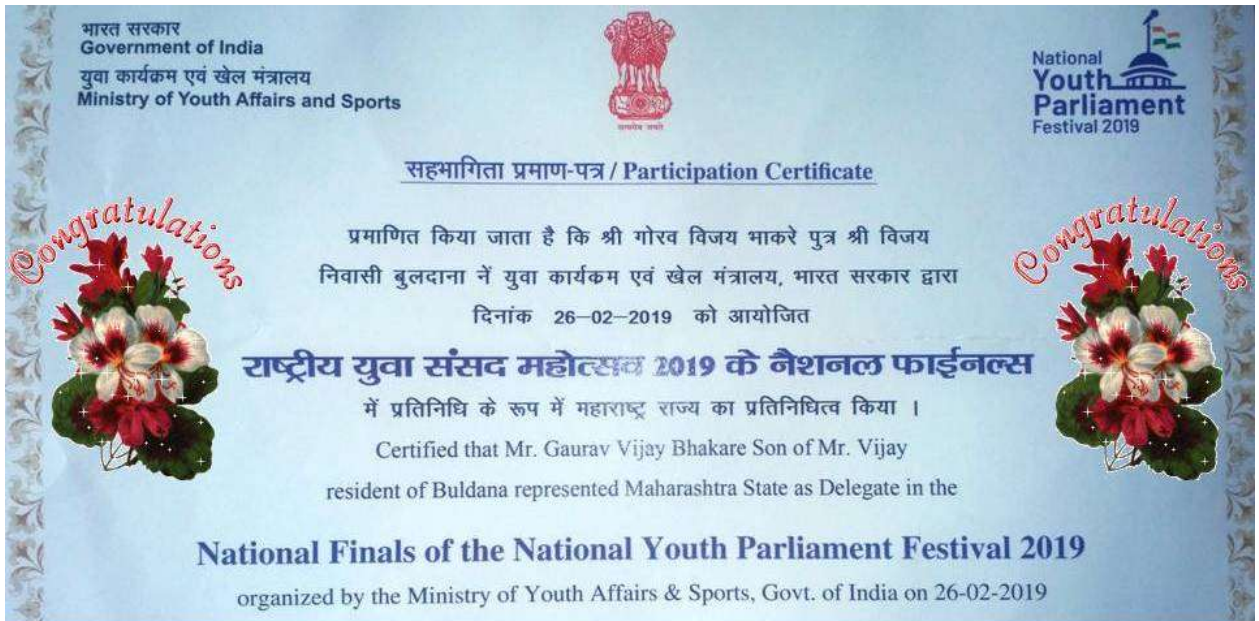 भारत सरकार
Government of India
युवा कार्यक्रम एवं खेल मंत्रालय
Ministry of Youth Affairs and Sports
सत्यमेव जयते
National
Youth
Parliament
Festival 2019
सहभागिता प्रमाण-पत्र / Participation Certificate
Congratulations
Congratulations
प्रमाणित किया जाता है कि श्री गोरव विजय भाकरे पुत्र श्री विजय
निवासी बुलदाना नें युवा कार्यक्रम एवं खेल मंत्रालय, भारत सरकार द्वारा
दिनांक 26-02-2019 को आयोजित
राष्ट्रीय युवा संसद महोत्सव 2019 के नैशनल फाईनल्स
में प्रतिनिधि के रूप में महाराष्ट्र राज्य का प्रतिनिधित्व किया ।
Certified that Mr. Gaurav Vijay Bhakare Son of Mr. Vijay
resident of Buldana represented Maharashtra State as Delegate in the
National Finals of the National Youth Parliament Festival 2019
organized by the Ministry of Youth Affairs & Sports, Govt. of India on 26-02-2019